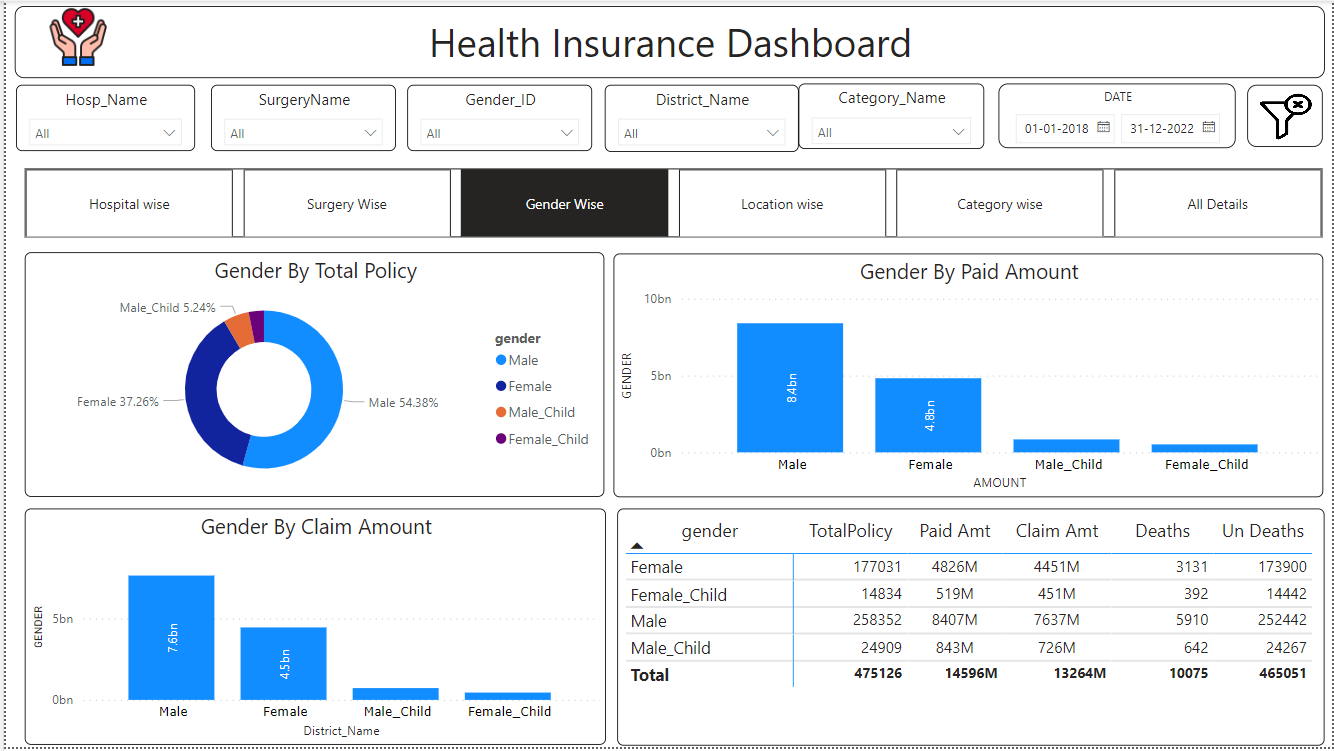 Health Insurance Dashboard
Hosp_Name
All
SurgeryName
All
Gender_ID
All
District_Name
All
Category_Name
All
DATE
01-01-2018 31-12-2022
Hospital wise
Surgery Wise
Gender Wise
Location wise
Category wise
All Details
Gender By Total Policy
Male_Child 5.24%
Female 37.26%
Male 54.38%
gender
Male
Female
Male_Child
Female_Child
Gender By Paid Amount
GENDER
10bn
5bn
0bn
8.4bn
4.8bn
Male Female Male_Child Female_Child
AMOUNT
Gender By Claim Amount
GENDER
5bn
0bn
7.6bn
4.5bn
Male Female Male_Child Female_Child
District_Name
gender TotalPolicy Paid Amt Claim Amt Deaths Un Deaths
Female 177031 4826M 4451M 3131 173900
Female_Child 14834 519M 451M 392 14442
Male 258352 8407M 7637M 5910 252442
Male_Child 24909 843M 726M 642 24267
Total 475126 14596M 13264M 10075 465051